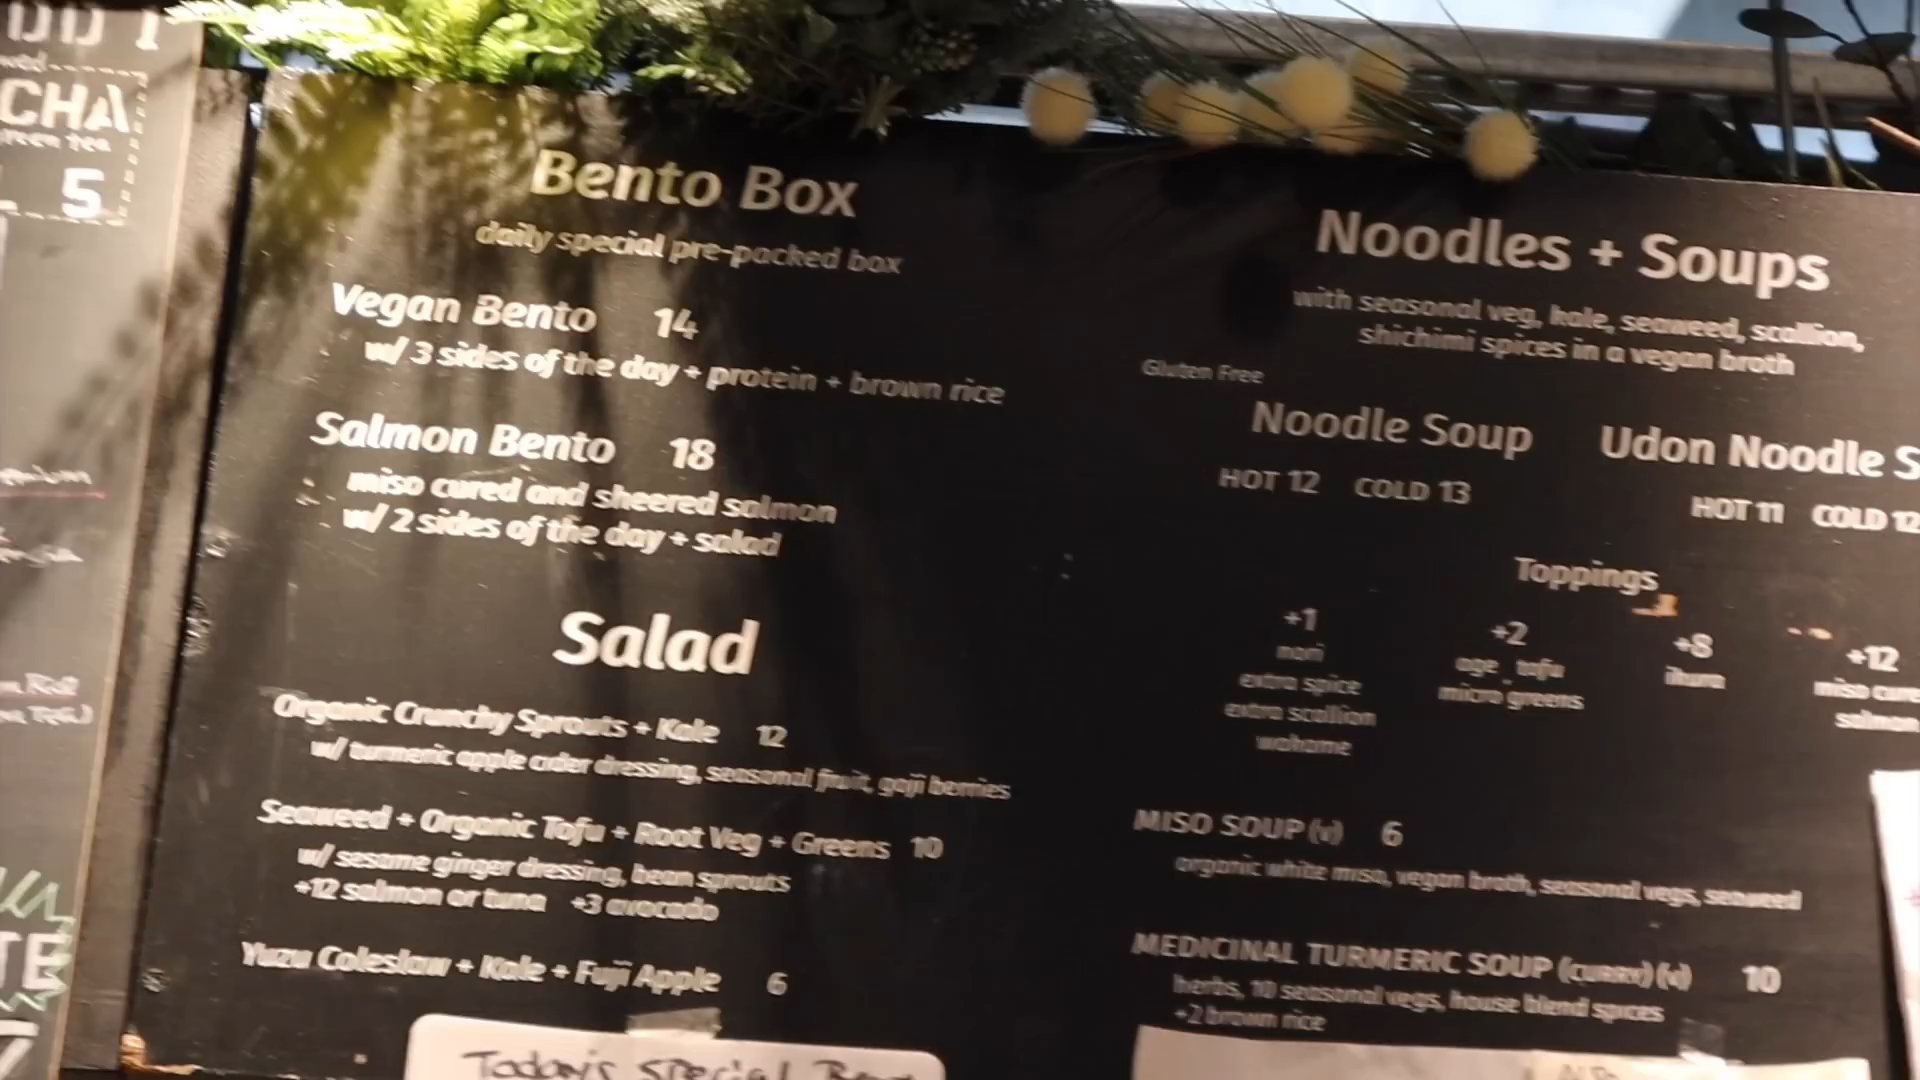 CHA
5
Bento Box
daily special pre-packed box
Vegan Bento 14
w/ 3 sides of the day + protein + brown rice
Salmon Bento 18
miso cured and sheered salmon
w/ 2 sides of the day + salad
Salad
Organic Crunchy Sprouts + Kale 12
w/ turmeric apple cider dressing, seasonal fruit, goji berries
Seaweed + Organic Tofu + Root Veg + Greens 10
w/ sesame ginger dressing, bean sprouts
+12 salmon or tuna +3 avocado
Yuzu Coleslaw + Kale + Fuji Apple 6
Today's Special
Noodles + Soups
with seasonal veg, kale, seaweed, scallion,
shichimi spices in a vegan broth
Gluten Free
Noodle Soup Udon Noodle S
HOT 12 COLD 13 HOT 11 COLD 12
Toppings
+1
nori
extra spice
extra scallion
wakame
+2
age tofu
micro greens
+8
ikura
+12
miso cure
salmon
MISO SOUP (v) 6
organic white miso, vegan broth, seasonal vegs, seaweed
MEDICINAL TURMERIC SOUP (CURRY) (v) 10
herbs, 10 seasonal vegs, house blend spices
+2 brown rice